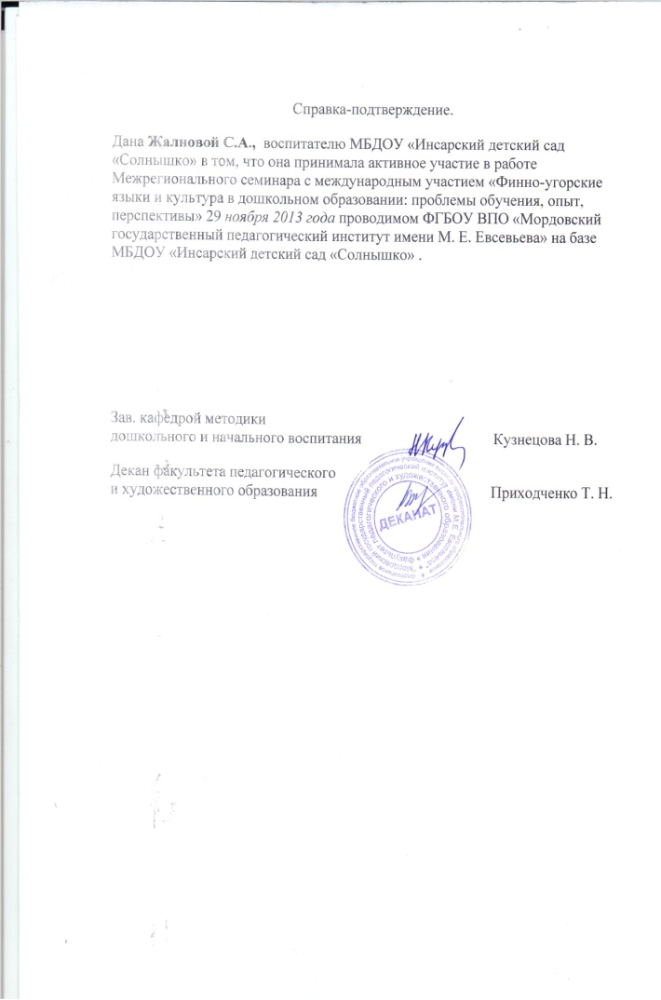 Справка-подтверждение.
Дана Жалновой С.А., воспитателю МБДОУ «Инсарский детский сад
«Солнышко» в том, что она принимала активное участие в работе
Межрегионального семинара с международным участием «Финно-угорские
языки и культура в дошкольном образовании: проблемы обучения, опыт,
перспективы» 29 ноября 2013 года проводимом ФГБОУ ВПО «Мордовский
государственный педагогический институт имени М. Е. Евсевьева» на базе
МБДОУ «Инсарский детский сад «Солнышко» .
Зав. кафедрой методики
дошкольного и начального воспитания Кузнецова Н. В.
Декан факультета педагогического
и художественного образования Приходченко Т. Н.
ДЕКАНАТ